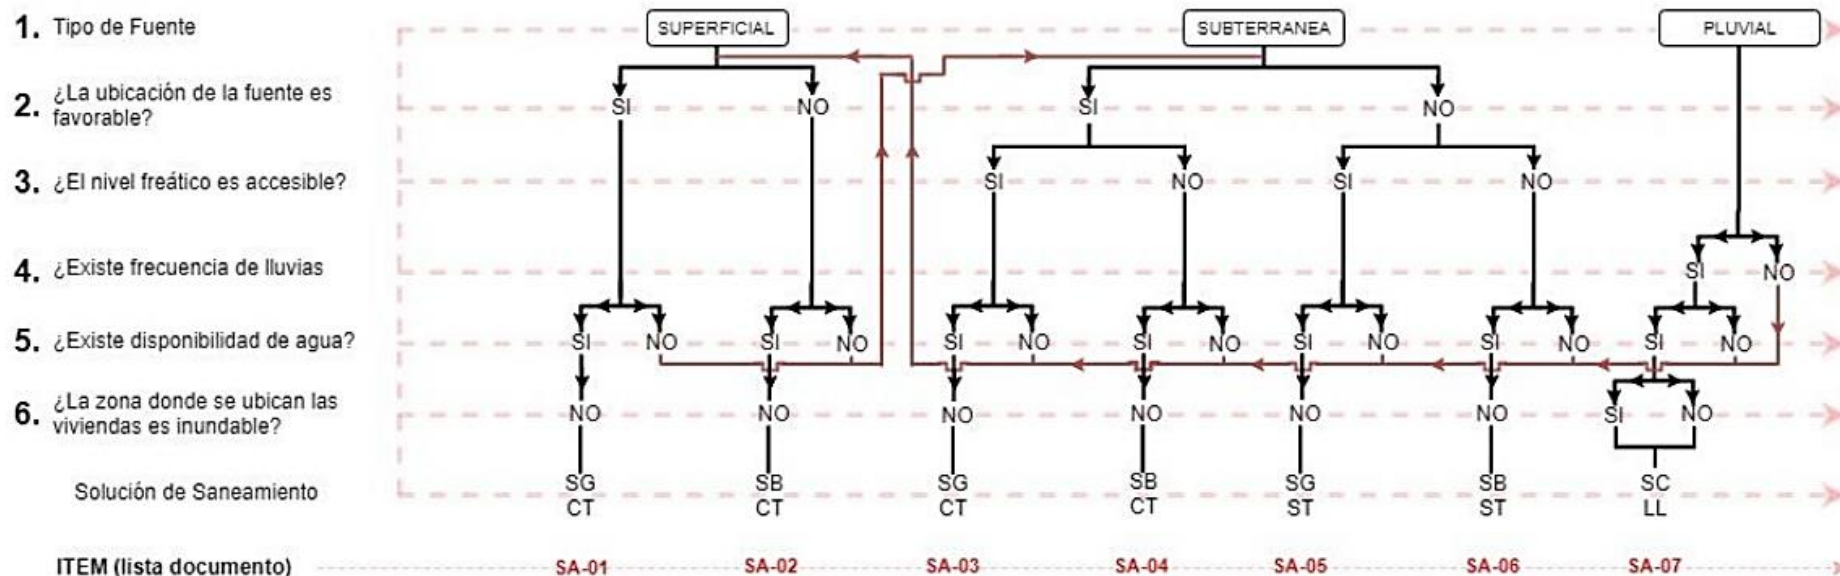 1. Tipo de Fuente SUPERFICIAL SUBTERRANEA PLUVIAL
2. ¿La ubicación de la fuente es favorable? SI NO SI NO
3. ¿El nivel freático es accesible? SI NO SI NO
4. ¿Existe frecuencia de lluvias SI NO
5. ¿Existe disponibilidad de agua? SI NO SI NO SI NO SI NO SI NO SI NO SI NO
6. ¿La zona donde se ubican las viviendas es inundable? NO NO NO NO NO NO SI NO
Solución de Saneamiento SG SB SG SB SG SB SC
CT CT CT CT ST ST LL
ITEM (lista documento) SA-01 SA-02 SA-03 SA-04 SA-05 SA-06 SA-07